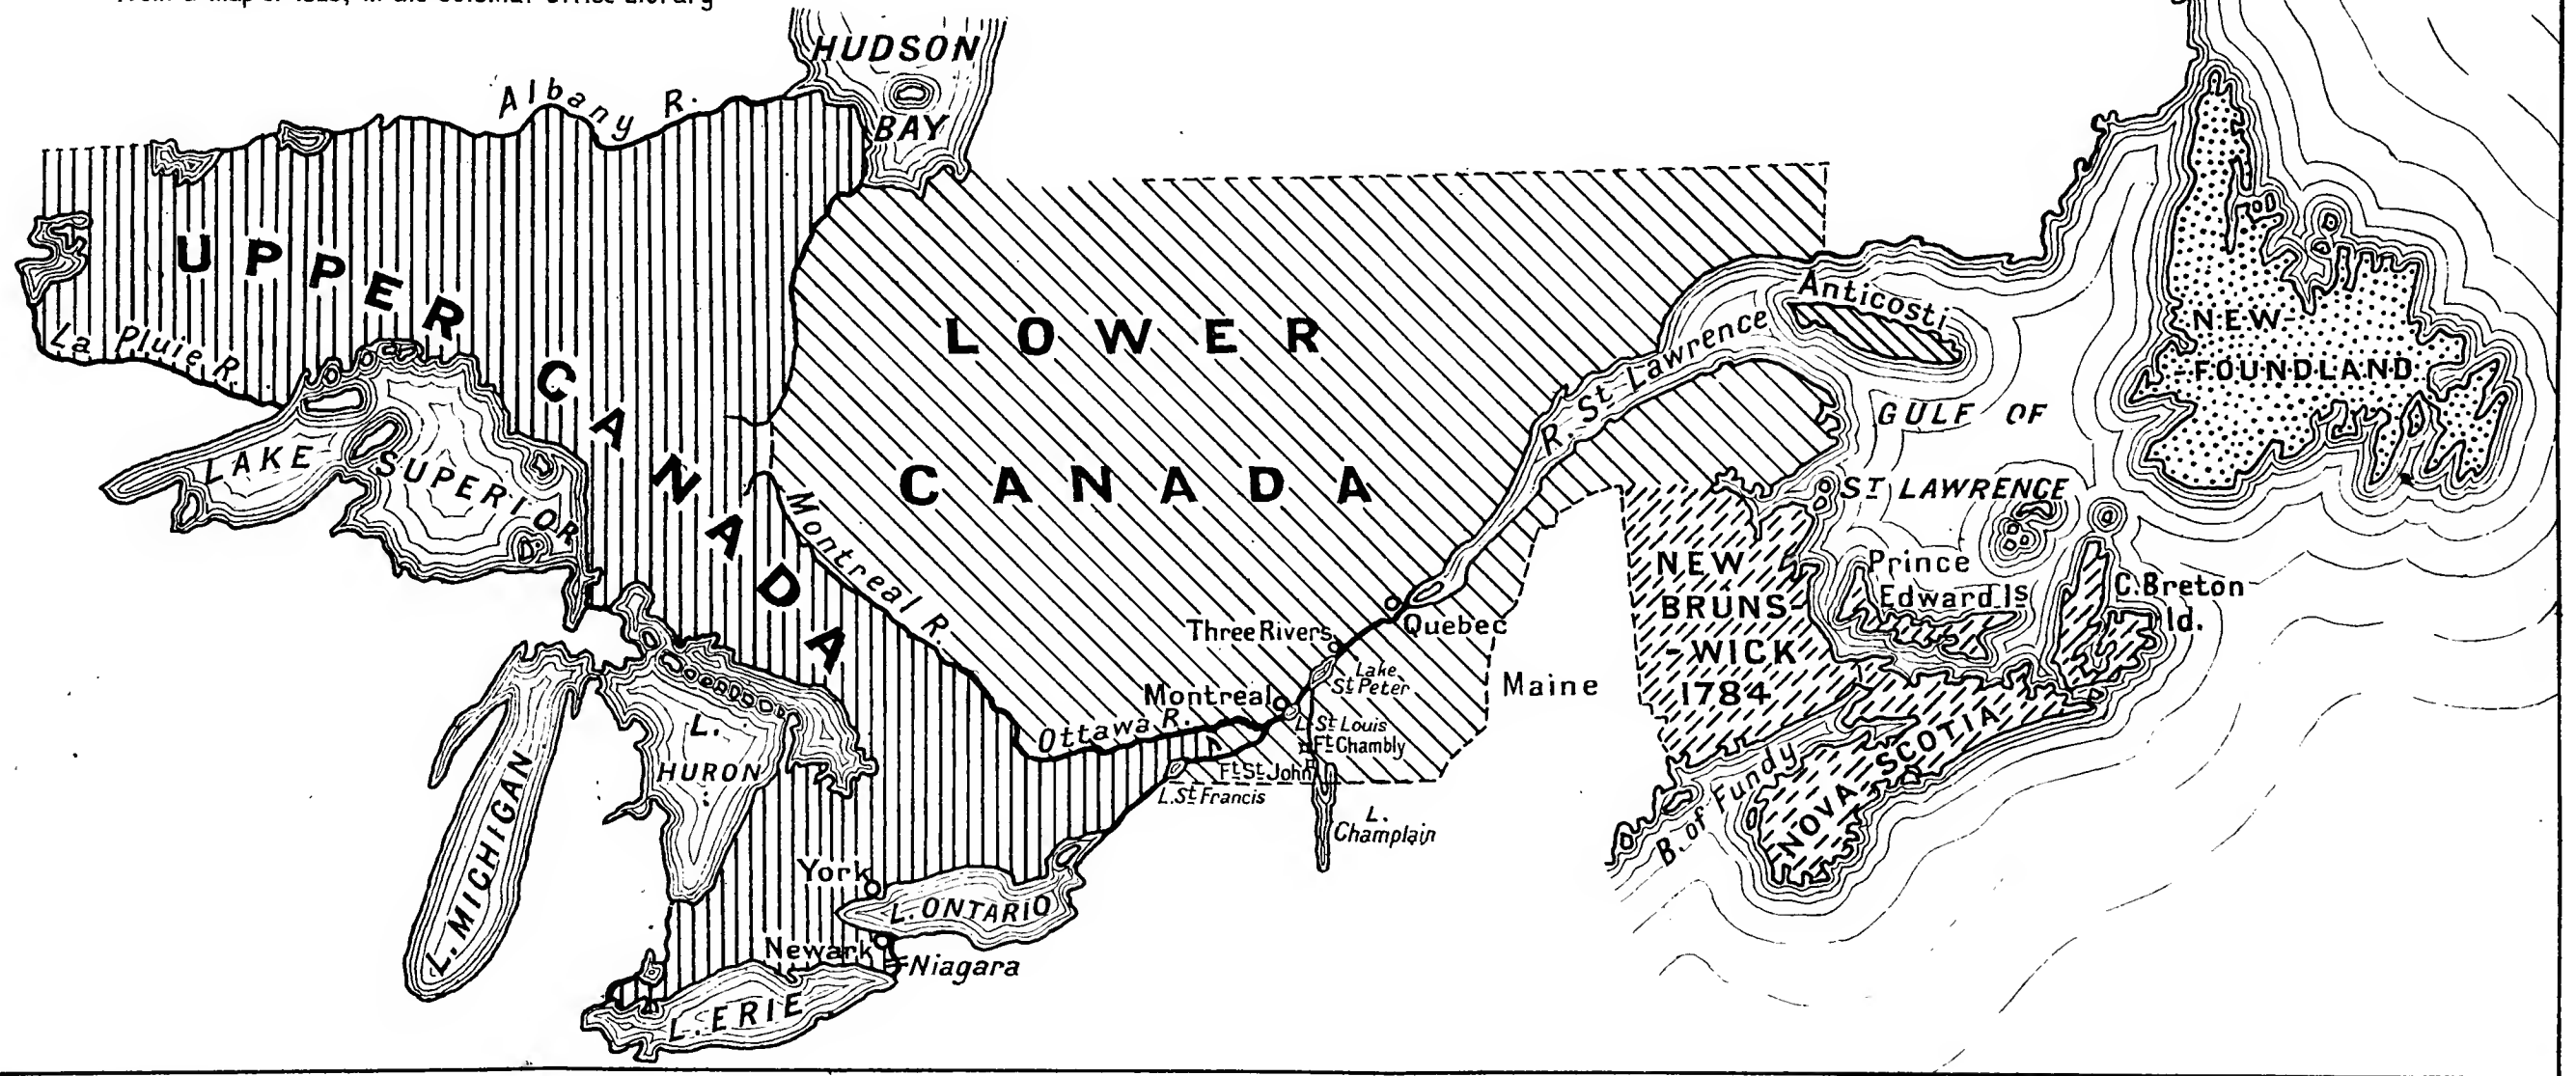 HUDSON
BAY
Albany R.
UPPER CANADA
La Pluie R.
LAKE SUPERIOR
LOWER
CANADA
Montreal R.
Anticosti
R. St. Lawrence
GULF OF
ST. LAWRENCE
NEW-
-FOUNDLAND
Prince
Edward Is
C. Breton
Id.
NEW
BRUNS-
-WICK
1784
Maine
Quebec
Three Rivers
Lake
St. Peter
Montreal
Ottawa R.
L. St. Louis
Ft. Chambly
Ft. St. John
L. St. Francis
L.
Champlain
NOVA SCOTIA
B. of Fundy
L.
HURON
L. MICHIGAN
York
L. ONTARIO
Newark
Niagara
L. ERIE